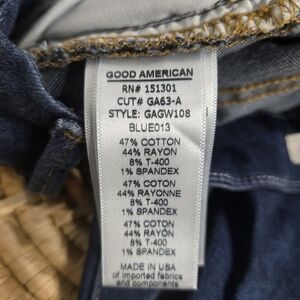 GOOD AMERICAN
RN# 151301
CUT# GA63-A
STYLE: GAGW108
BLUE013
47% COTTON
44% RAYON
8% T-400
1% SPANDEX
47% COTON
44% RAYONNE
8% T-400
1% SPANDEX
47% COTTON
44% RAYON
8% T-400
1% SPANDEX
MADE IN USA
of imported fabrics
and components